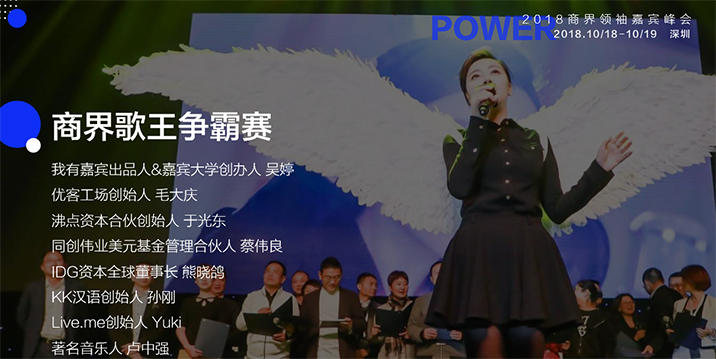 POWER
2018商界领袖嘉宾峰会
2018.10/18-10/19 深圳
商界歌王争霸赛
我有嘉宾出品人&嘉宾大学创办人 吴婷
优客工场创始人 毛大庆
沸点资本合伙创始人 于光东
同创伟业美元基金管理合伙人 蔡伟良
IDG资本全球董事长 熊晓鸽
KK汉语创始人 孙刚
Live.me创始人 Yuki
著名音乐人 卢中强